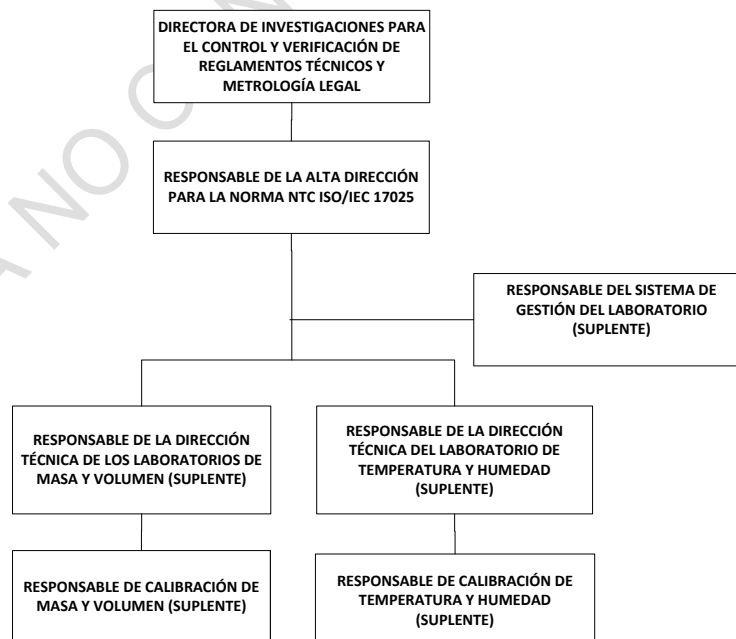 DIRECTORA DE INVESTIGACIONES PARA
EL CONTROL Y VERIFICACIÓN DE
REGLAMENTOS TÉCNICOS Y
METROLOGÍA LEGAL
RESPONSABLE DE LA ALTA DIRECCIÓN
PARA LA NORMA NTC ISO/IEC 17025
RESPONSABLE DEL SISTEMA DE
GESTIÓN DEL LABORATORIO
(SUPLENTE)
RESPONSABLE DE LA DIRECCIÓN
TÉCNICA DE LOS LABORATORIOS DE
MASA Y VOLUMEN (SUPLENTE)
RESPONSABLE DE LA DIRECCIÓN
TÉCNICA DEL LABORATORIO DE
TEMPERATURA Y HUMEDAD
(SUPLENTE)
RESPONSABLE DE CALIBRACIÓN DE
MASA Y VOLUMEN (SUPLENTE)
RESPONSABLE DE CALIBRACIÓN DE
TEMPERATURA Y HUMEDAD
(SUPLENTE)
A NO C